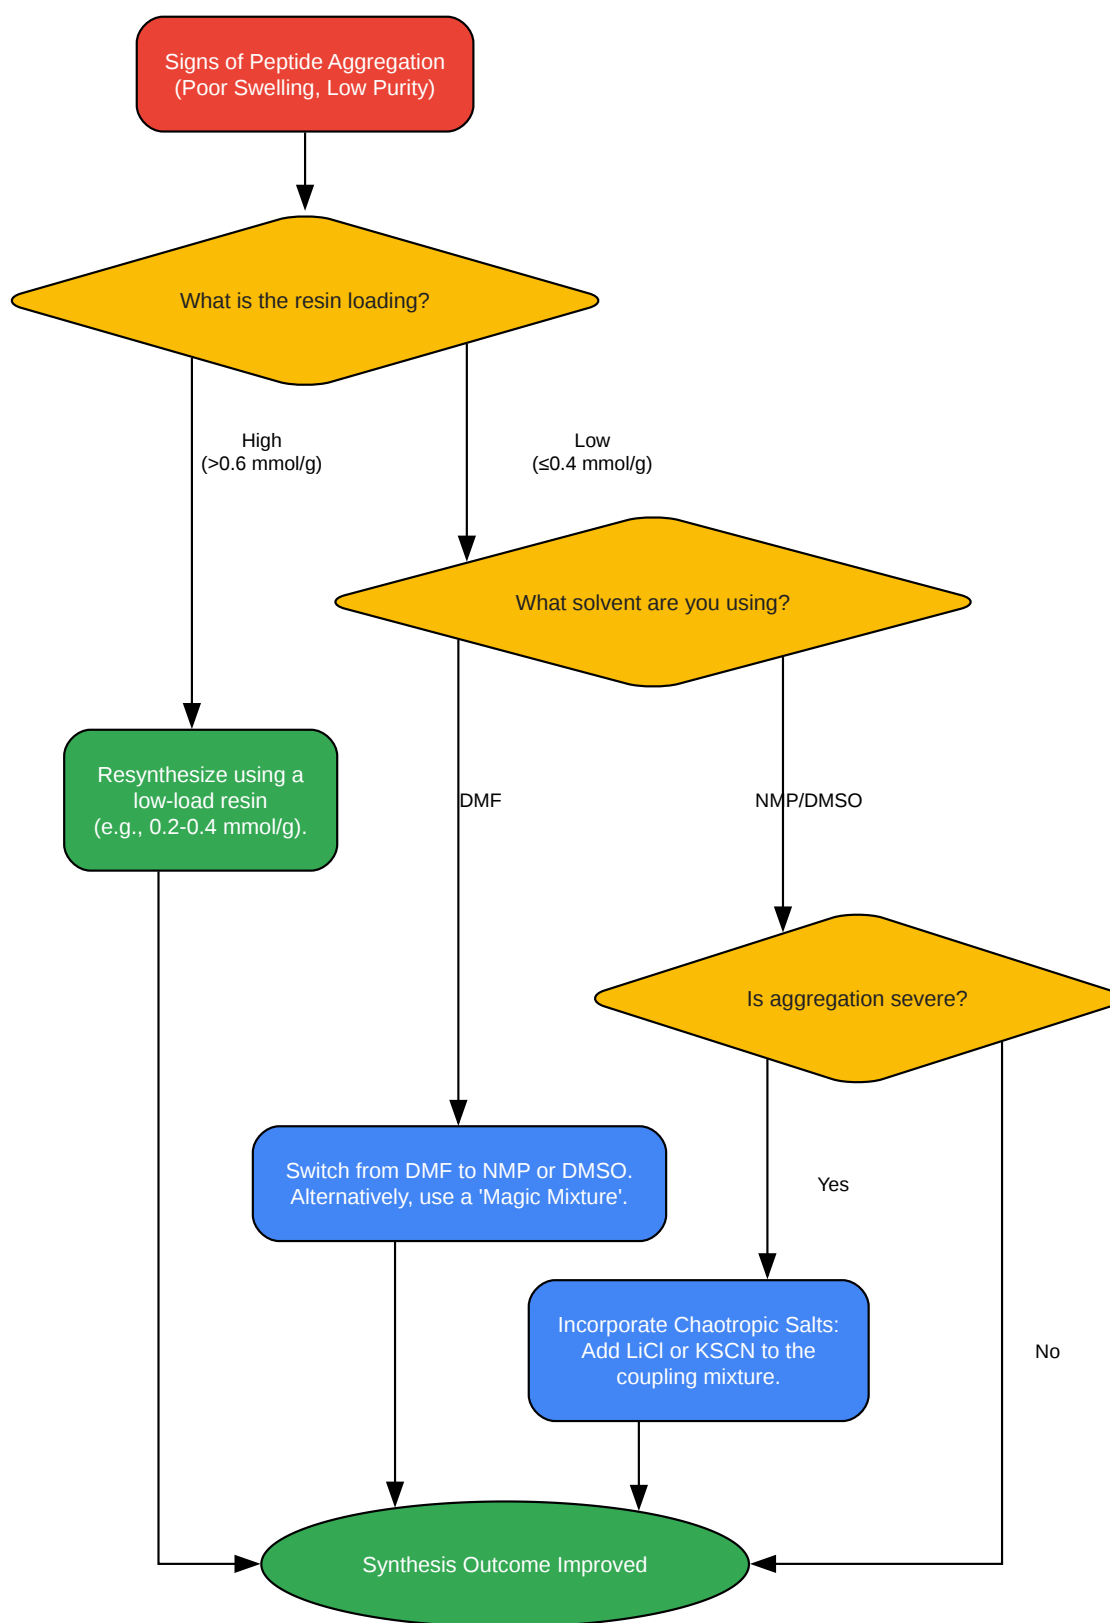 Signs of Peptide Aggregation
(Poor Swelling, Low Purity)
What is the resin loading?
High
(>0.6 mmol/g)
Low
(≤0.4 mmol/g)
What solvent are you using?
Resynthesize using a
low-load resin
(e.g., 0.2-0.4 mmol/g).
DMF
NMP/DMSO
Is aggregation severe?
Switch from DMF to NMP or DMSO.
Alternatively, use a 'Magic Mixture'.
Yes
Incorporate Chaotropic Salts:
Add LiCl or KSCN to the
coupling mixture.
No
Synthesis Outcome Improved